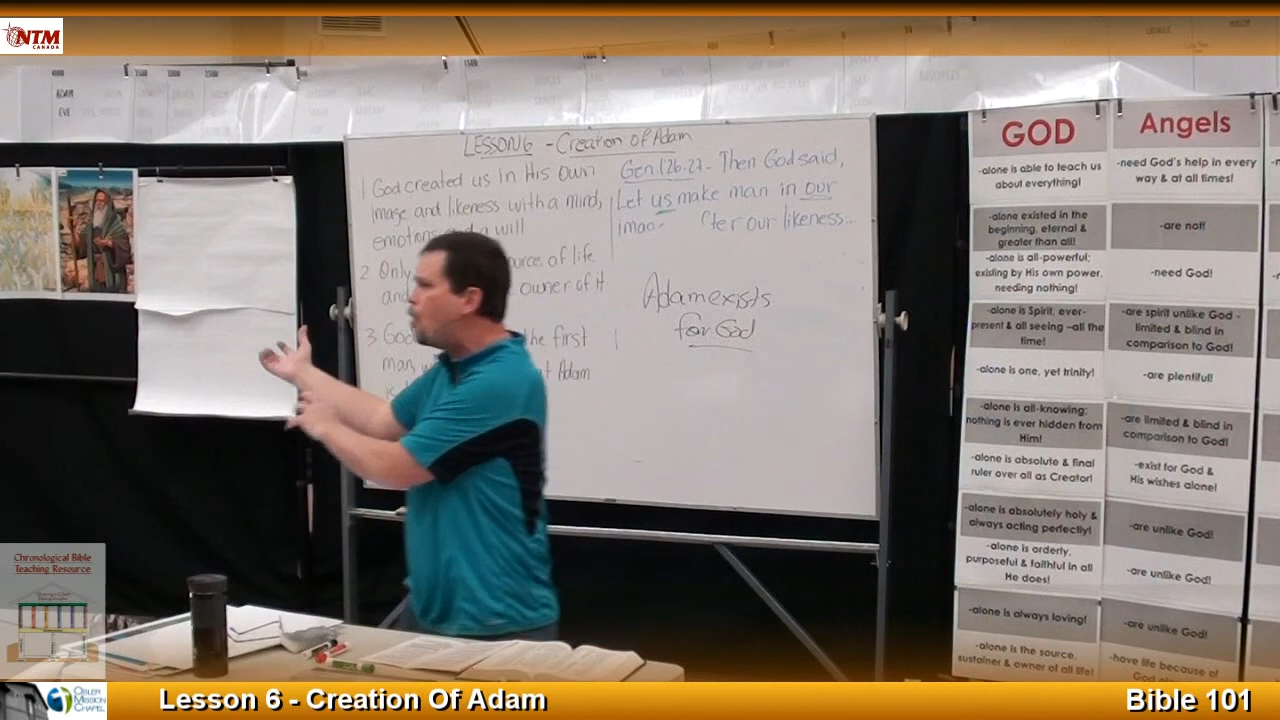 NTM
CANADA
4000
3500
3000
2500
ADAM
EVE
1500
LESSON 6 - Creation Of Adam
1 God created us in His Own
image and likeness with a mind,
emotions a will
2 Only source of life
and owner of it
3 God the first
man, Adam
Gen. 1:26-27 - Then God said,
Let us make man in our
our likeness...
Adam exists
for God
GOD
-alone is able to teach us
about everything!
-alone existed in the
beginning, eternal &
greater than all!
-alone is all-powerful;
existing by His own power,
needing nothing!
-alone is Spirit, ever-
present & all seeing –all the
time!
-alone is one, yet trinity!
-alone is all-knowing;
nothing is ever hidden from
Him!
-alone is absolute & final
ruler over all as Creator!
-alone is absolutely holy &
always acting perfectly!
-alone is orderly,
purposeful & faithful in all
He does!
-alone is always loving!
-alone is the source,
sustainer & owner of all life!
Angels
-need God's help in every
way & at all times!
-are not!
-need God!
-are spirit unlike God -
limited & blind in
comparison to God!
-are plentiful!
-are limited & blind in
comparison to God!
-exist for God &
His wishes alone!
-are unlike God!
-are unlike God!
-are unlike God!
-have life because of
Chronological Bible
Teaching Resource
OBLER
MISSION
CHAPEL
Lesson 6 - Creation Of Adam
Bible 101